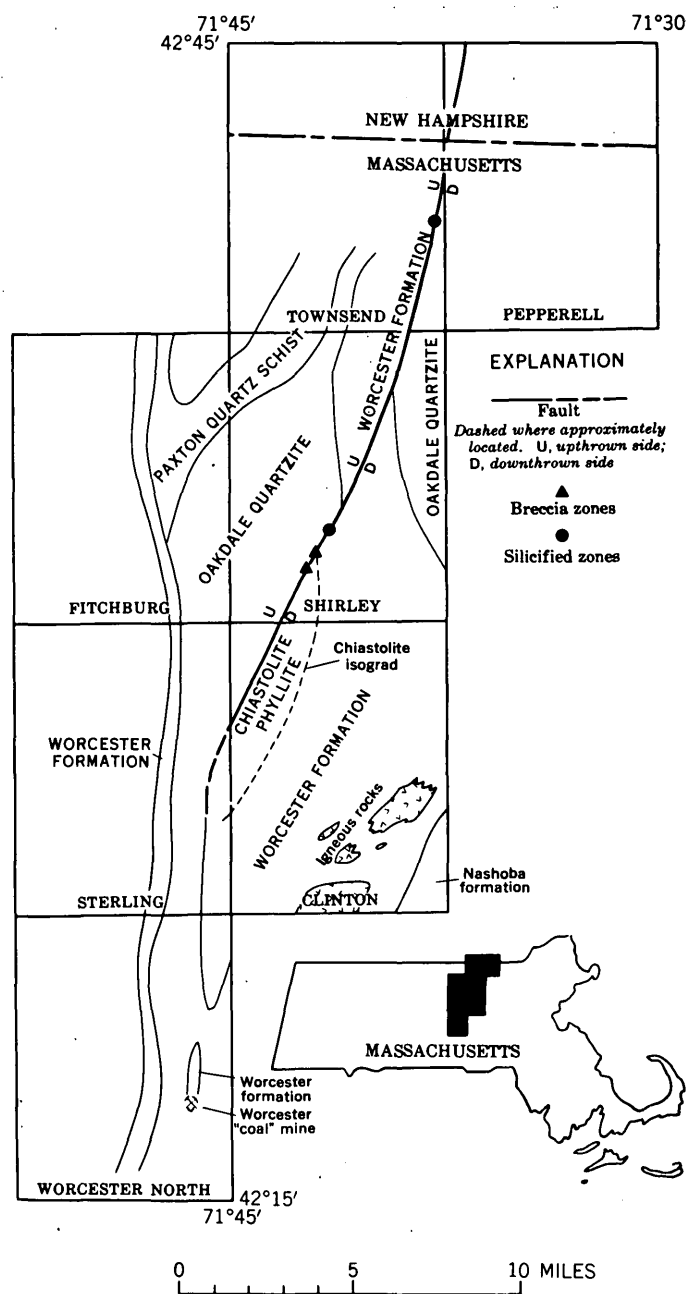 71°45′
71°30
42°45′
NEW HAMPSHIRE
MASSACHUSETTS
U
D
WORCESTER FORMATION
TOWNSEND
PEPPERELL
PAXTON QUARTZ SCHIST
OAKDALE QUARTZITE
EXPLANATION
Fault
Dashed where approximately
located. U, upthrown side;
D, downthrown side
Breccia zones
Silicified zones
U
D
OAKDALE QUARTZITE
FITCHBURG
U
D
SHIRLEY
CHIASTOLITE
PHYLLITE
Chiastolite
isograd
WORCESTER
FORMATION
WORCESTER FORMATION
Igneous rocks
Nashoba
formation
STERLING
CLINTON
MASSACHUSETTS
Worcester
formation
Worcester
"coal" mine
WORCESTER NORTH
42°15′
71°45′
0
5
10 MILES